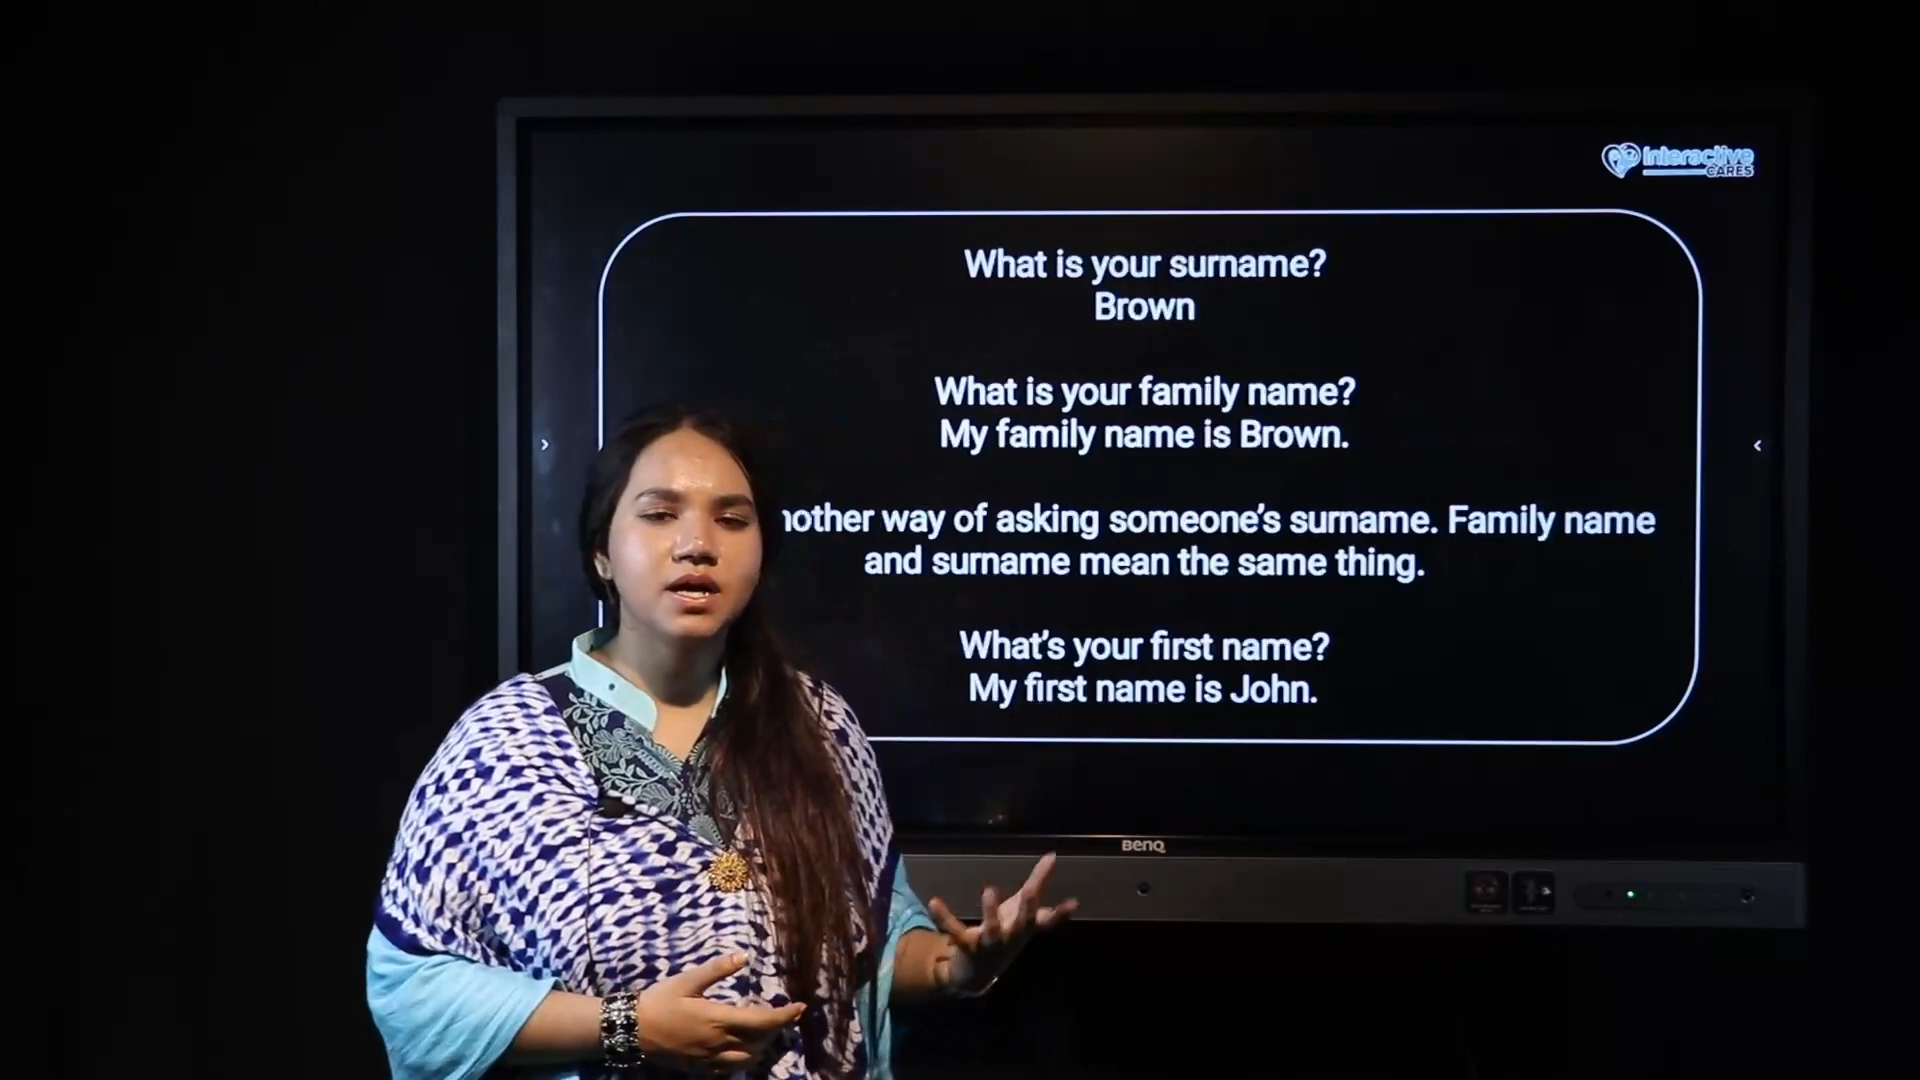 interactive
CARES
What is your surname?
Brown
What is your family name?
My family name is Brown.
way of asking someone's surname. Family name
and surname mean the same thing.
What's your first name?
My first name is John.
BenQ